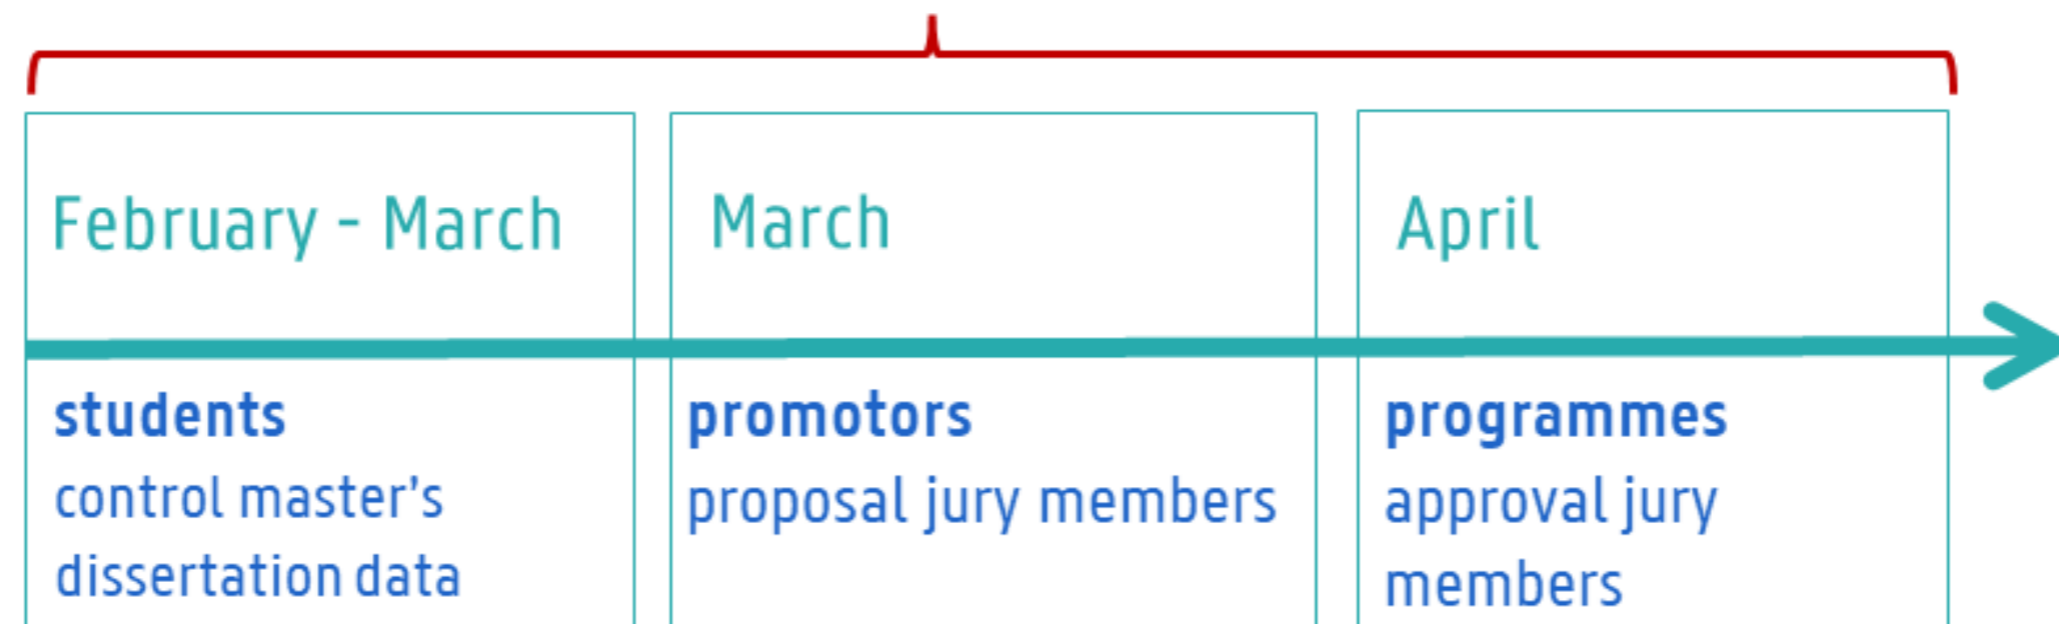 February - March
students
control master's
dissertation data
March
promotors
proposal jury members
April
programmes
approval jury
members